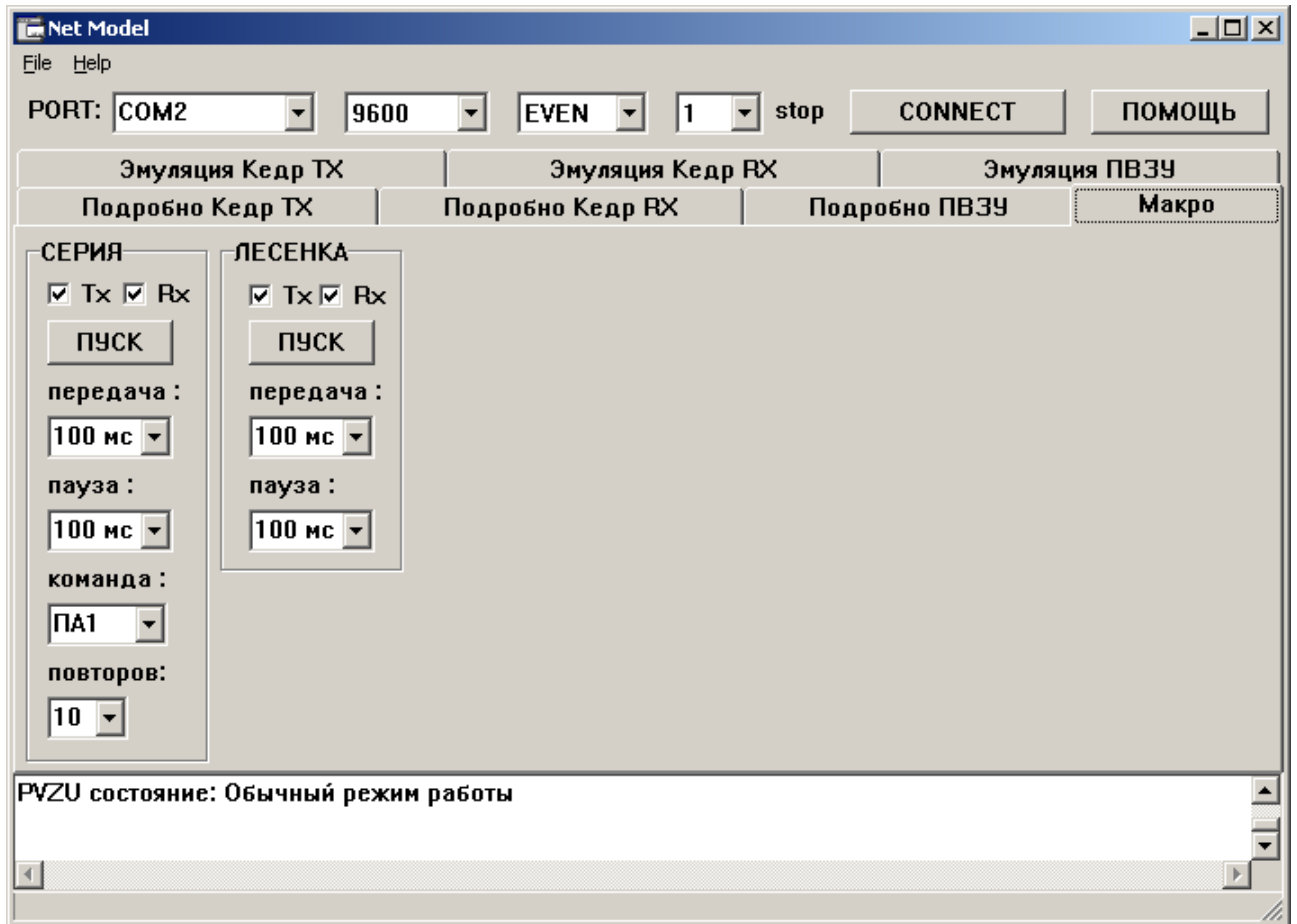 Net Model
File Help
PORT: COM2 9600 EVEN 1 stop CONNECT ПОМОЩЬ
Эмуляция Кедр TX Эмуляция Кедр RX Эмуляция ПВЗУ
Подробно Кедр TX Подробно Кедр RX Подробно ПВЗУ Макро
СЕРИЯ ЛЕСЕНКА
Tx Rx Tx Rx
ПУСК ПУСК
передача : передача :
100 мс 100 мс
пауза : пауза :
100 мс 100 мс
команда :
ПА1
повторов:
10
PVZU состояние: Обычный режим работы